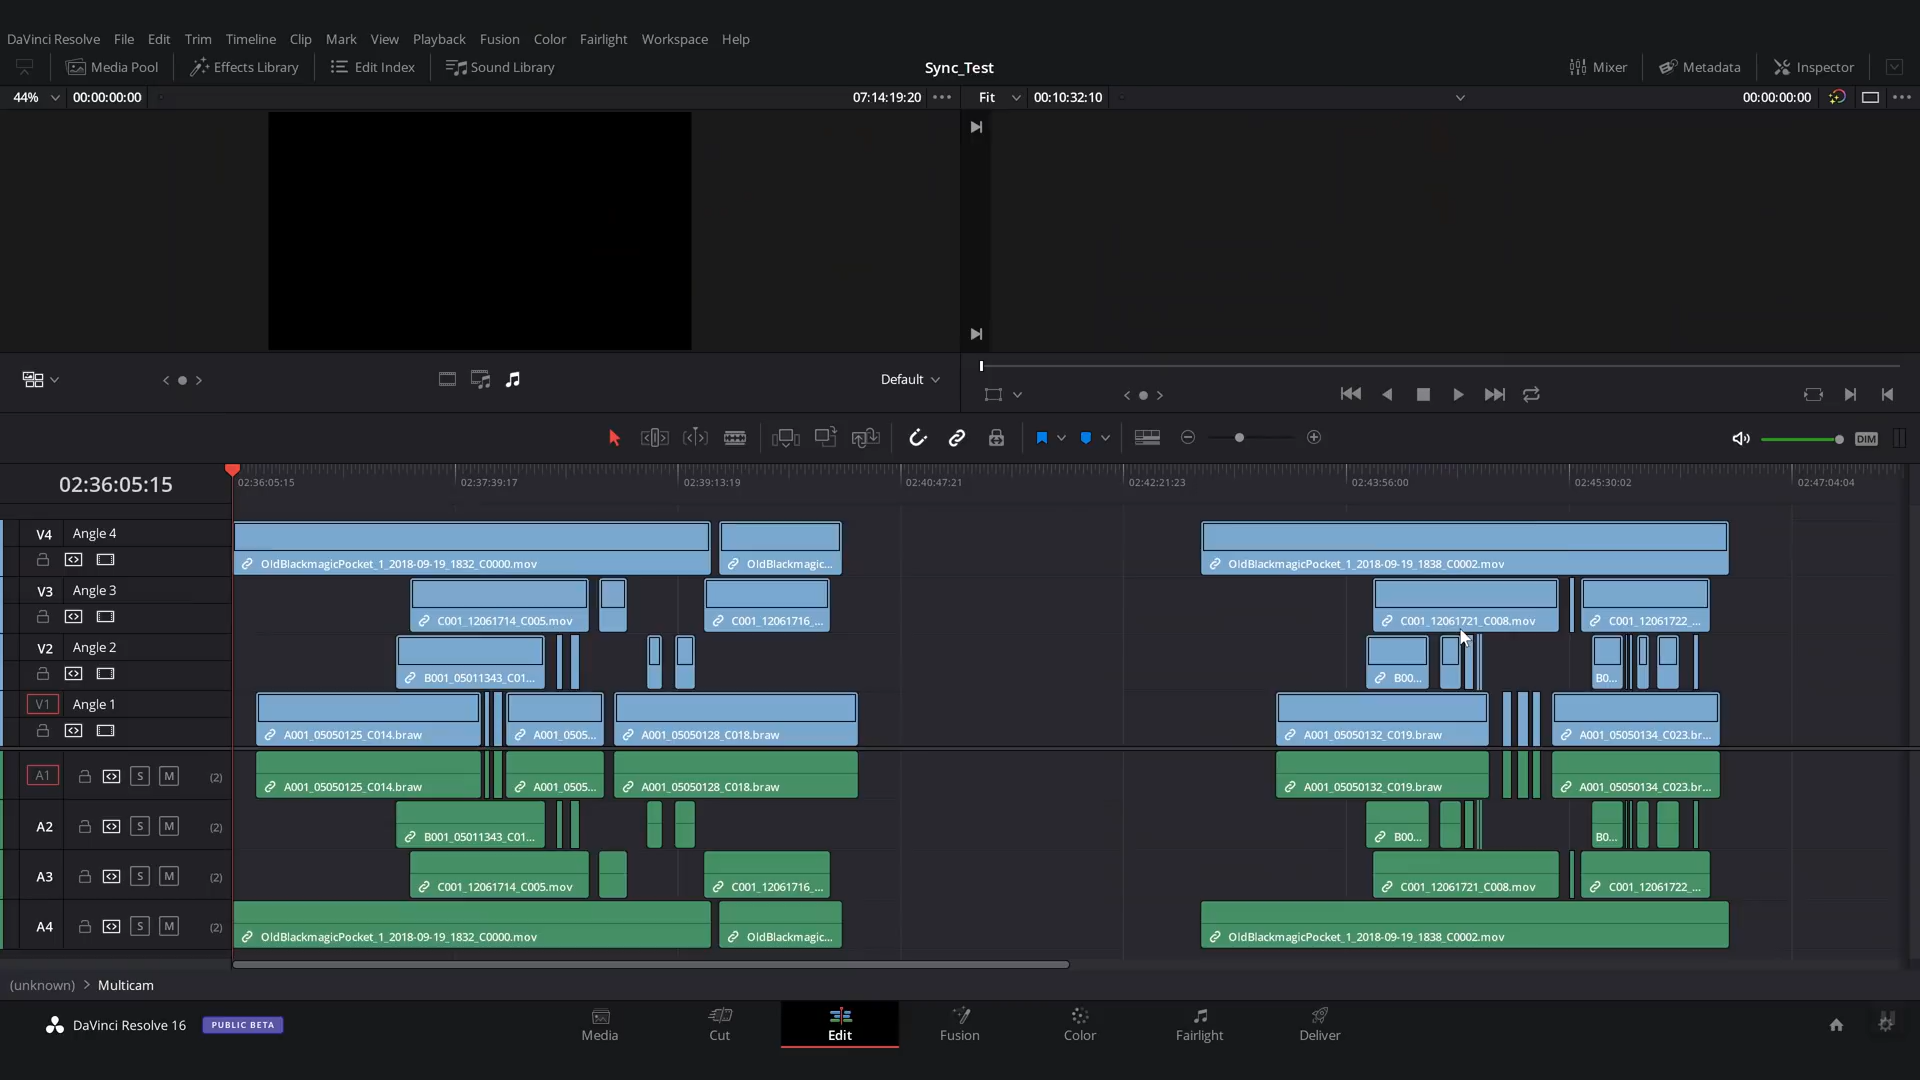 DaVinci Resolve File Edit Trim Timeline Clip Mark View Playback Fusion Color Fairlight Workspace Help
Media Pool Effects Library Edit Index Sound Library Sync_Test Mixer Metadata Inspector
44% 00:00:00:00 07:14:19:20 Fit 00:10:32:10 00:00:00:00
Default
DIM
02:36:05:15 02:36:05:15 02:37:39:17 02:39:13:19 02:40:47:21 02:42:21:23 02:43:56:00 02:45:30:02 02:47:04:04
V4 Angle 4
OldBlackmagicPocket_1_2018-09-19_1832_C0000.mov OldBlackmagic... OldBlackmagicPocket_1_2018-09-19_1838_C0002.mov
V3 Angle 3
C001_12061714_C005.mov C001_12061716_... C001_12061721_C008.mov C001_12061722_...
V2 Angle 2
B001_05011343_C01... B00... B0...
V1 Angle 1
A001_05050125_C014.braw A001_0505... A001_05050128_C018.braw A001_05050132_C019.braw A001_05050134_C023.br...
A1 S M (2)
A001_05050125_C014.braw A001_0505... A001_05050128_C018.braw A001_05050132_C019.braw A001_05050134_C023.br...
A2 S M (2)
B001_05011343_C01... B00... B0...
A3 S M (2)
C001_12061714_C005.mov C001_12061716_... C001_12061721_C008.mov C001_12061722_...
A4 S M (2)
OldBlackmagicPocket_1_2018-09-19_1832_C0000.mov OldBlackmagic... OldBlackmagicPocket_1_2018-09-19_1838_C0002.mov
(unknown) > Multicam
DaVinci Resolve 16 PUBLIC BETA Media Cut Edit Fusion Color Fairlight Deliver